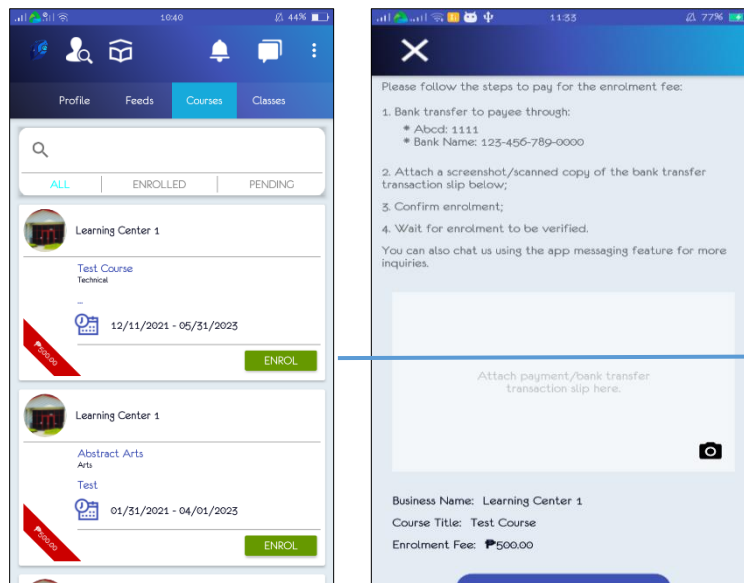 10:40
44%
Profile
Feeds
Courses
Classes
ALL
ENROLLED
PENDING
Learning Center 1
Test Course
Technical
_
12/11/2021 - 05/31/2023
₱500.00
ENROL
Learning Center 1
Abstract Arts
Arts
Test
01/31/2021 - 04/01/2023
₱500.00
ENROL
11:33
77%
Please follow the steps to pay for the enrolment fee:
1. Bank transfer to payee through:
* Abcd: 1111
* Bank Name: 123-456-789-0000
2. Attach a screenshot/scanned copy of the bank transfer
transaction slip below;
3. Confirm enrolment;
4. Wait for enrolment to be verified.
You can also chat us using the app messaging feature for more
inquiries.
Attach payment/bank transfer
transaction slip here.
Business Name: Learning Center 1
Course Title: Test Course
Enrolment Fee: ₱500.00